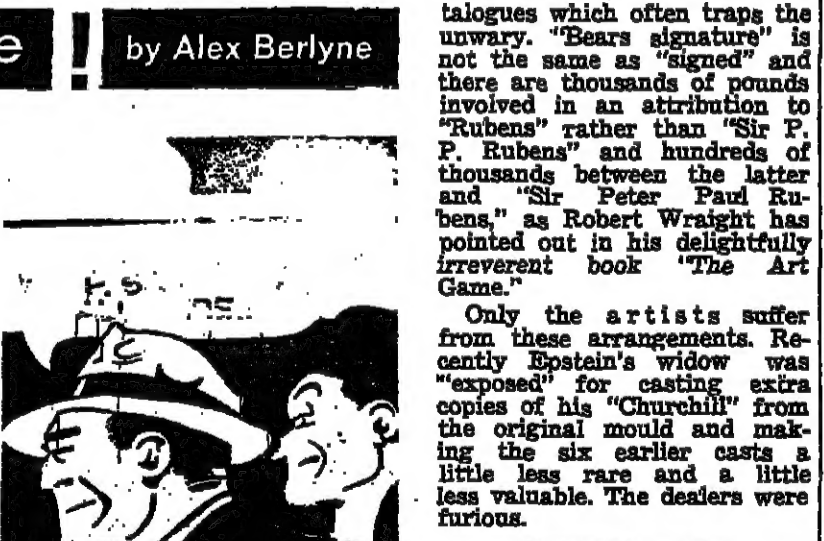 e ! by Alex Berlyne
talogues which often traps the
unwary. "Bears signature" is
not the same as "signed" and
there are thousands of pounds
involved in an attribution to
"Rubens" rather than "Sir P.
P. Rubens" and hundreds of
thousands between the latter
and "Sir Peter Paul Ru-
bens," as Robert Wraight has
pointed out in his delightfully
irreverent book "The Art
Game."
Only the artists suffer
from these arrangements. Re-
cently Epstein's widow was
"exposed" for casting extra
copies of his "Churchill" from
the original mould and mak-
ing the six earlier casts a
little less rare and a little
less valuable. The dealers were
furious.